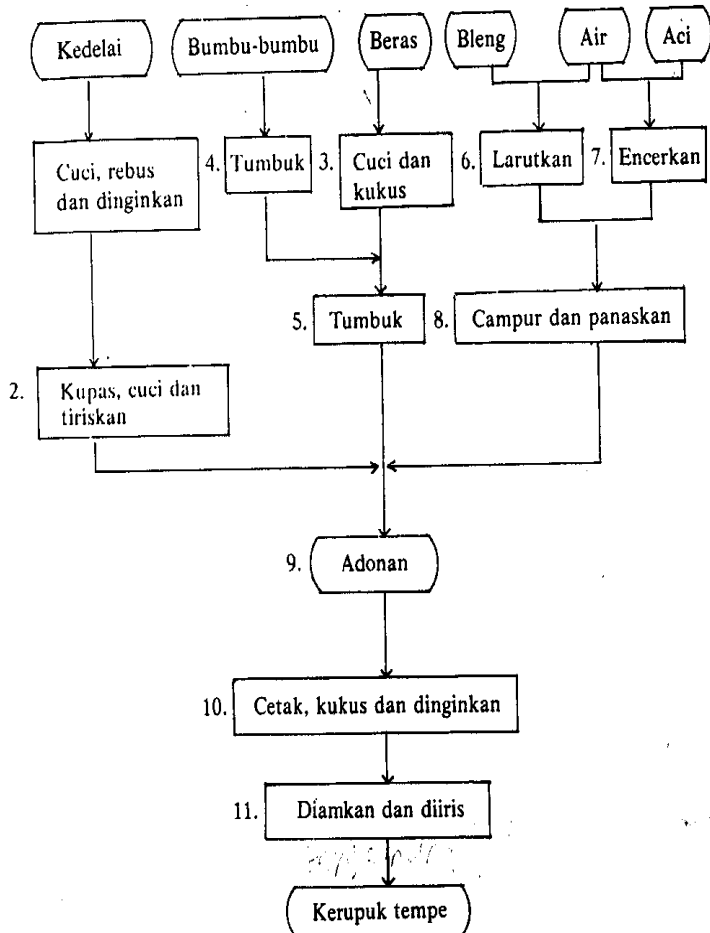 Kedelai
Bumbu-bumbu
Beras
Bleng
Air
Aci
Cuci, rebus
dan dinginkan
4. Tumbuk
3. Cuci dan
kukus
6. Larutkan
7. Encerkan
5. Tumbuk
8. Campur dan panaskan
2. Kupas, cuci dan
tiriskan
9. Adonan
10. Cetak, kukus dan dinginkan
11. Diamkan dan diiris
Kerupuk tempe